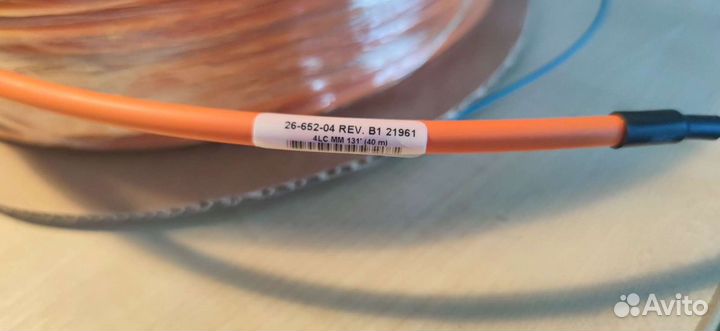 26-652-04 REV. B1 21961
4LC MM 131' (40 m)
Avito